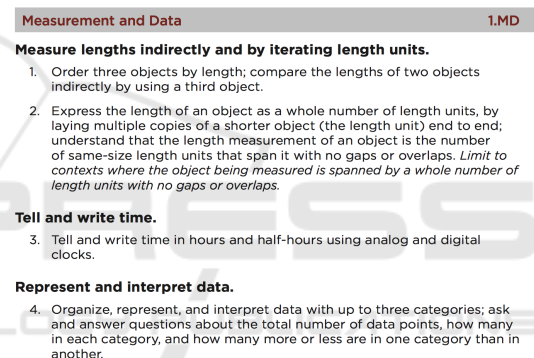 Measurement and Data 1.MD
Measure lengths indirectly and by iterating length units.
1. Order three objects by length; compare the lengths of two objects
indirectly by using a third object.
2. Express the length of an object as a whole number of length units, by
laying multiple copies of a shorter object (the length unit) end to end;
understand that the length measurement of an object is the number
of same-size length units that span it with no gaps or overlaps. Limit to
contexts where the object being measured is spanned by a whole number of
length units with no gaps or overlaps.
Tell and write time.
3. Tell and write time in hours and half-hours using analog and digital
clocks.
Represent and interpret data.
4. Organize, represent, and interpret data with up to three categories; ask
and answer questions about the total number of data points, how many
in each category, and how many more or less are in one category than in
another.